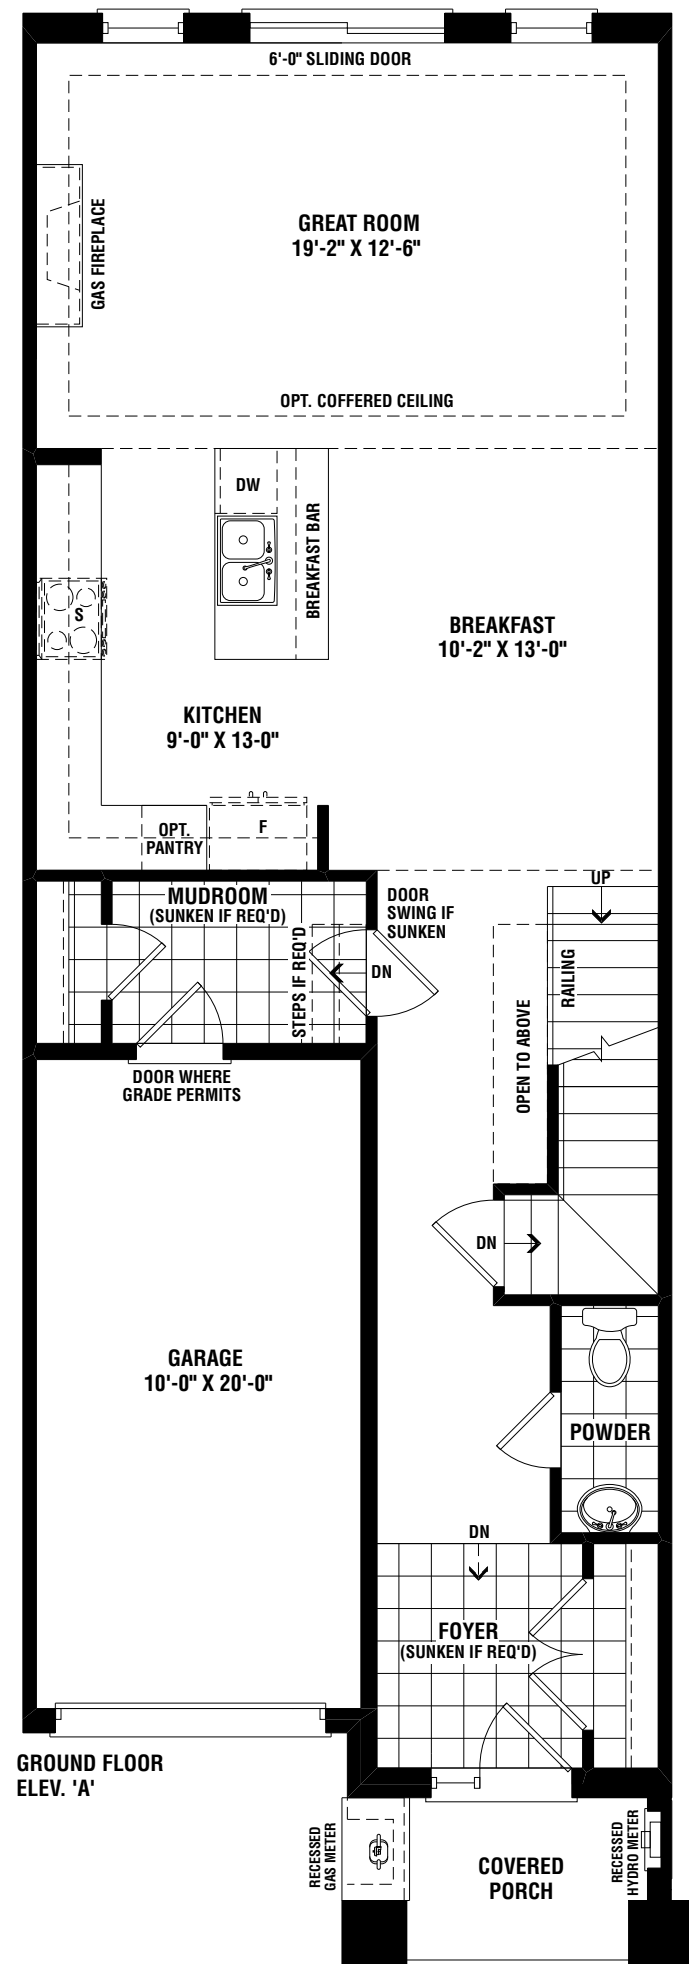 6'-0" SLIDING DOOR
GAS FIREPLACE
GREAT ROOM
19'-2" X 12'-6"
OPT. COFFERED CEILING
DW
BREAKFAST BAR
S
BREAKFAST
10'-2" X 13'-0"
KITCHEN
9'-0" X 13-0"
OPT.
PANTRY
F
MUDROOM
(SUNKEN IF REQ'D)
STEPS IF REQ'D
DOOR
SWING IF
SUNKEN
DN
UP
RAILING
OPEN TO ABOVE
DOOR WHERE
GRADE PERMITS
DN
GARAGE
10'-0" X 20'-0"
POWDER
DN
FOYER
(SUNKEN IF REQ'D)
GROUND FLOOR
ELEV. 'A'
RECESSED
GAS METER
COVERED
PORCH
RECESSED
HYDRO METER